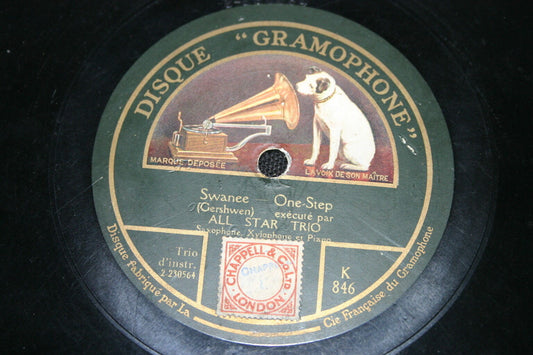 DISQUE "GRAMOPHONE"
MARQUE DEPOSÉE
LA VOIX DE SON MAÎTRE
Swanee — One-Step
(Gershwen) exécuté par
ALL STAR TRIO
Saxophone, Xylophone et Piano
Trio
d'instr.
2-230564
CHAPPELL & Co LTD
LONDON
K
846
Disque fabriqué par La Cie Française du Gramophone